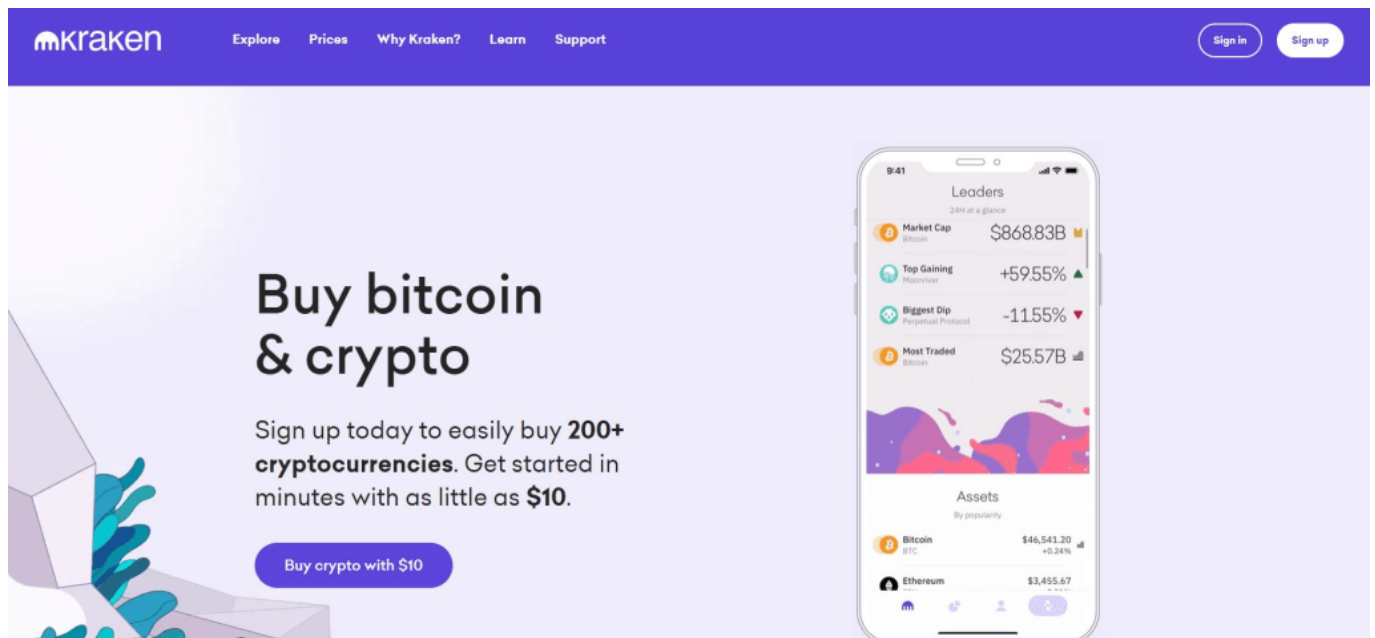 kraken
Explore Prices Why Kraken? Learn Support
Sign in Sign up
Buy bitcoin
& crypto
Sign up today to easily buy 200+
cryptocurrencies. Get started in
minutes with as little as $10.
Buy crypto with $10
9:41
Leaders
24H at a glance
Market Cap $868.83B
Bitcoin
Top Gaining +59.55%
Moonriver
Biggest Dip -11.55%
Perpetual Protocol
Most Traded $25.57B
Bitcoin
Assets
By popularity
Bitcoin $46,541.20
BTC +0.24%
Ethereum $3,455.67